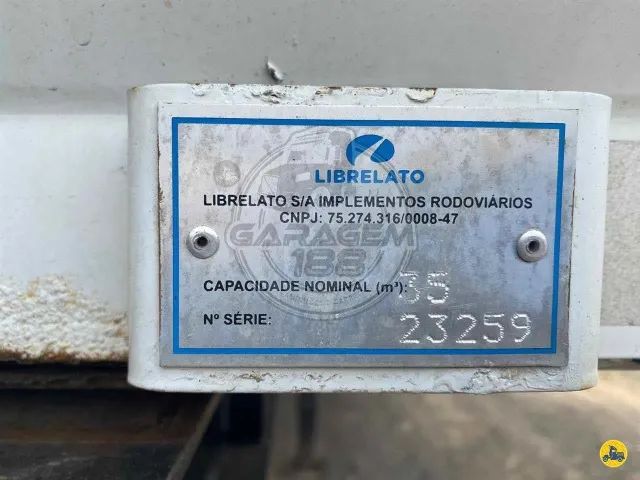 LIBRELATO
LIBRELATO S/A IMPLEMENTOS RODOVIÁRIOS
CNPJ: 75.274.316/0008-47
GARAGEM
188
CAPACIDADE NOMINAL (m³): 35
Nº SÉRIE: 23259